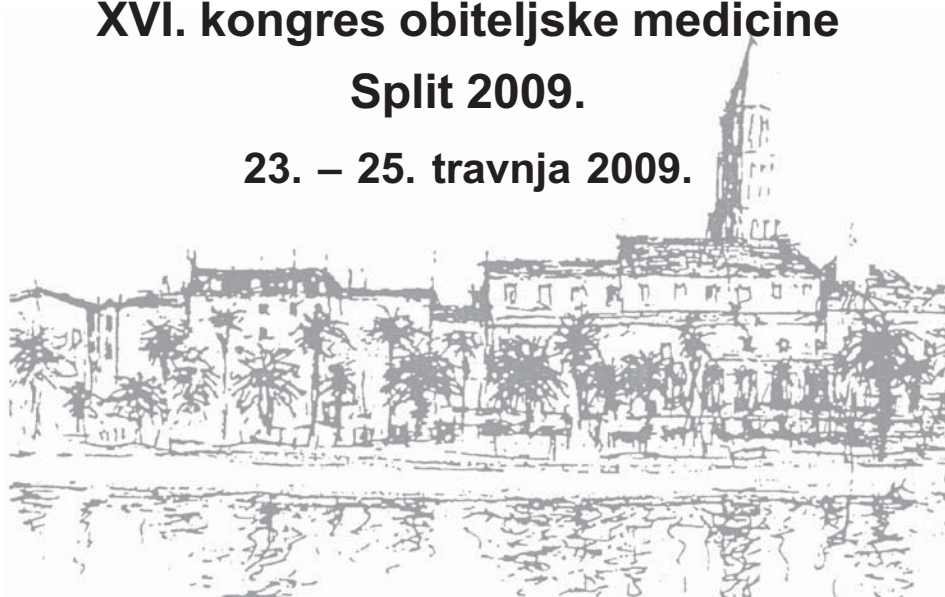 XVI. kongres obiteljske medicine
Split 2009.
23. – 25. travnja 2009.